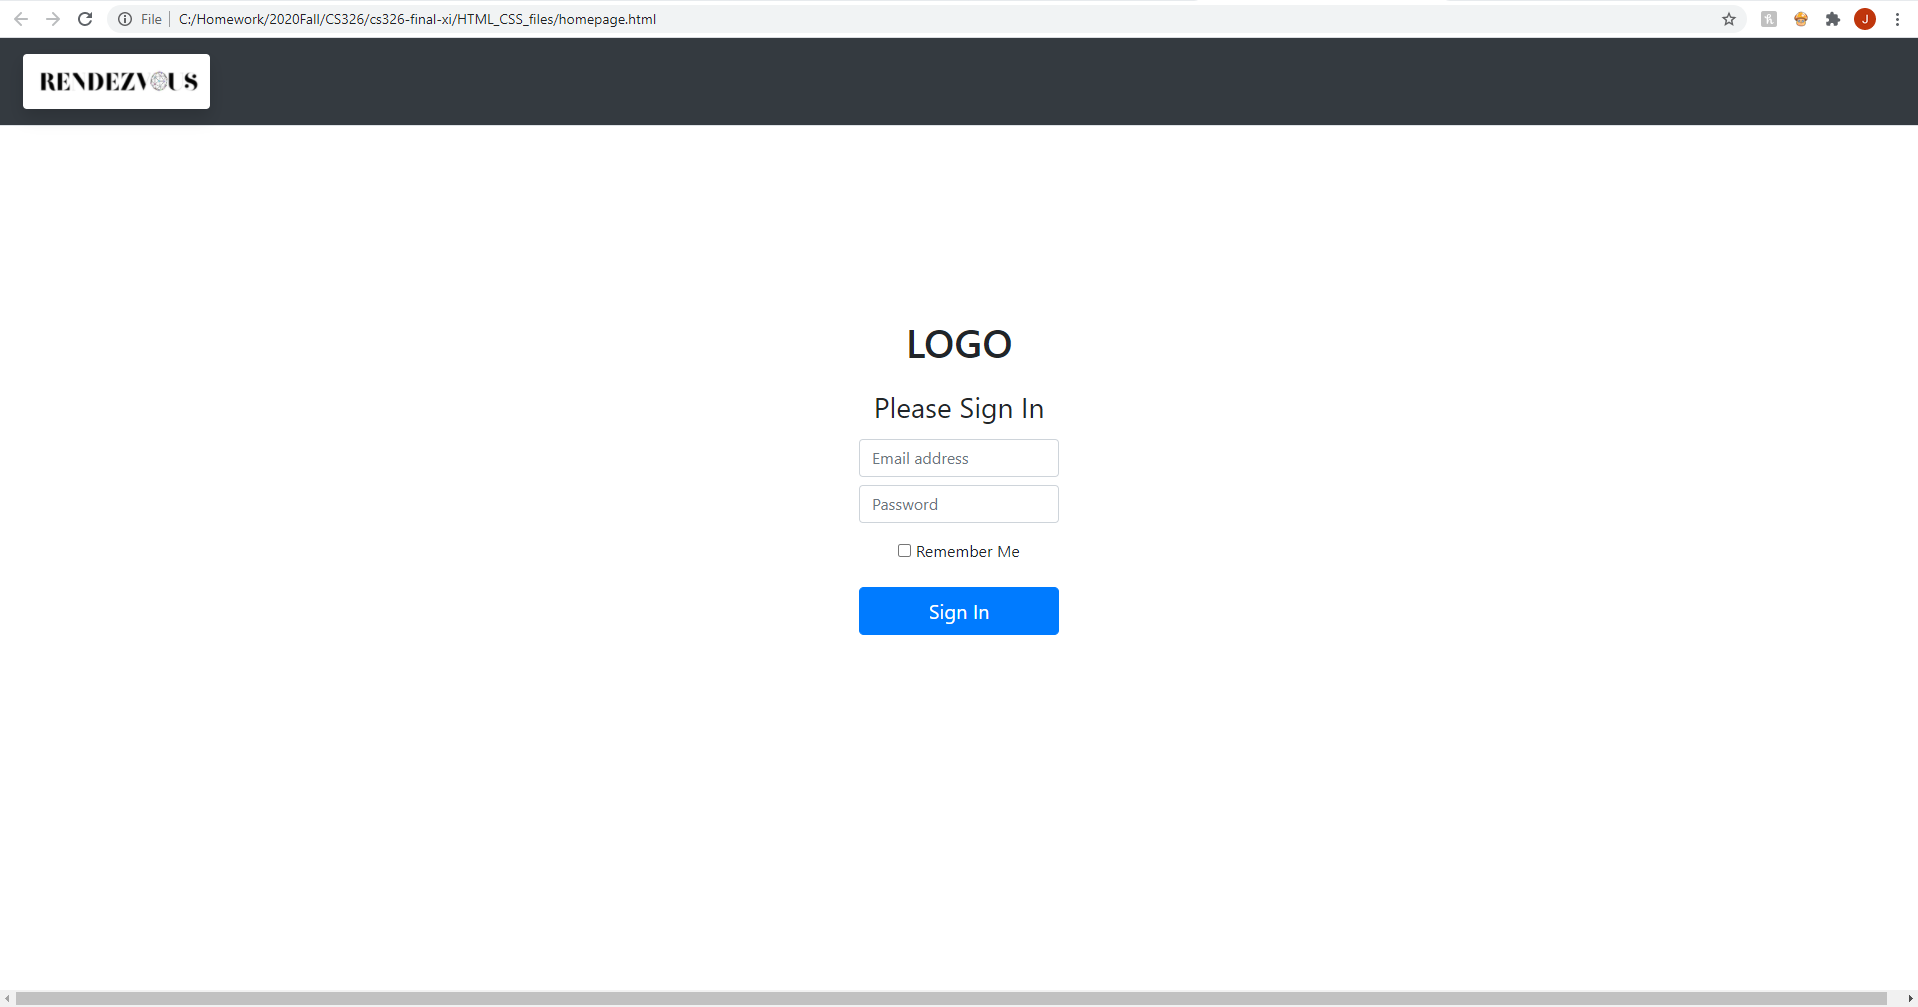 File C:/Homework/2020Fall/CS326/cs326-final-xi/HTML_CSS_files/homepage.html
J
RENDEZVOUS
LOGO
Please Sign In
Email address
Password
Remember Me
Sign In